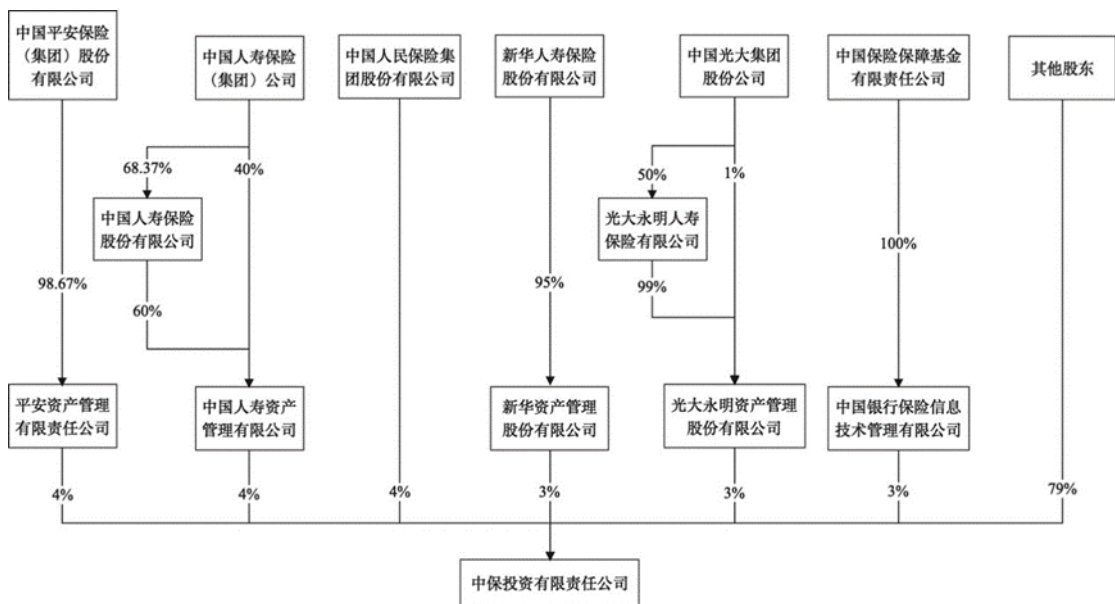 中国平安保险
（集团）股份
有限公司
中国人寿保险
（集团）公司
中国人民保险集
团股份有限公司
新华人寿保险
股份有限公司
中国光大集团
股份公司
中国保险保障基金
有限责任公司
其他股东
68.37%
40%
50%
1%
中国人寿保险
股份有限公司
光大永明人寿
保险有限公司
100%
98.67%
60%
95%
99%
平安资产管理
有限责任公司
中国人寿资产
管理有限公司
新华资产管理
股份有限公司
光大永明资产管理
股份有限公司
中国银行保险信息
技术管理有限公司
4%
4%
4%
3%
3%
3%
79%
中保投资有限责任公司